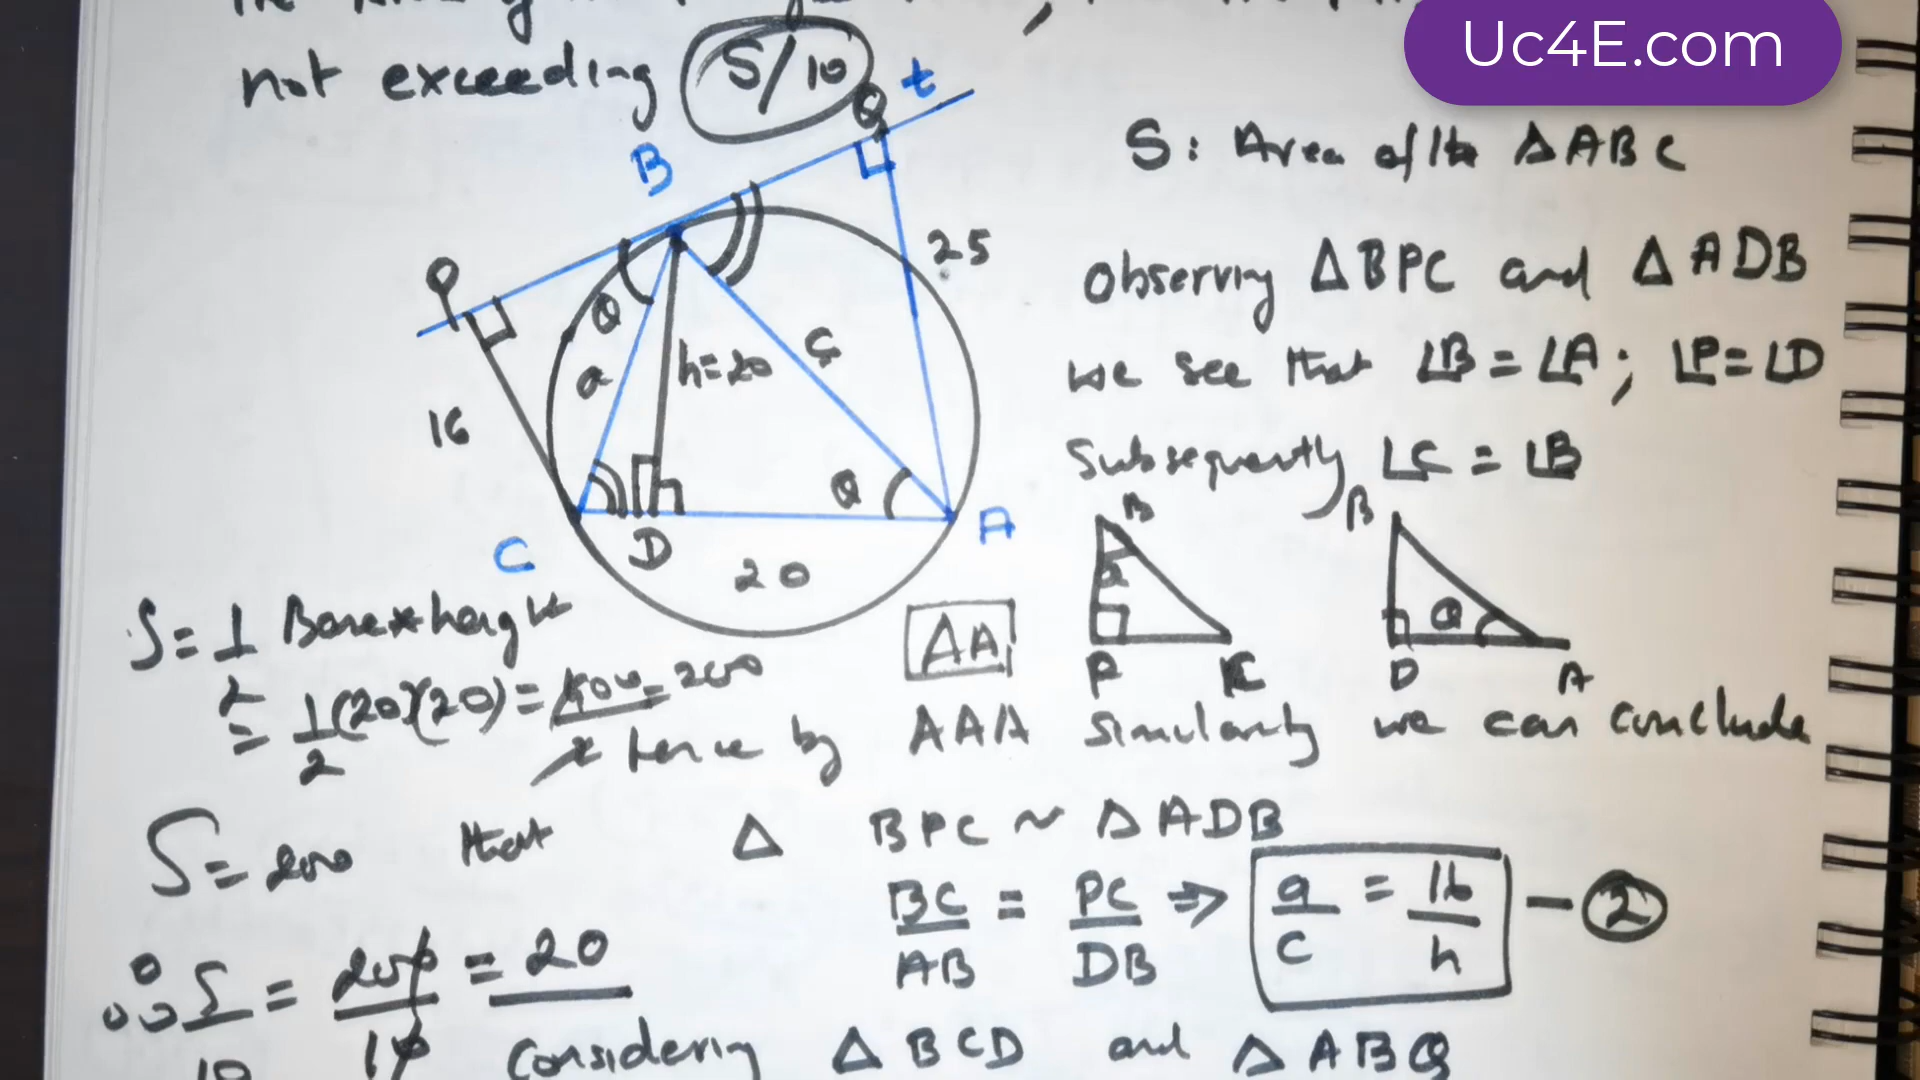 Uc4E.com
not exceeding S/10
S: Area of the ΔABC
Observing ΔBPC and ΔADB
we see that ∠B = ∠A; ∠P = ∠D
Subsequently ∠C = ∠B
Q t
B
P
25
θ
a
h=20
c
16
θ
C
D
A
20
B
θ
P C
B
θ
D A
S = 1/2 Base * height
= 1/2 (20)(20) = 400/2 = 200
AA
hence by AAA similarity we can conclude
S = 200
that Δ BPC ~ ΔADB
BC/AB = PC/DB ⇒ a/c = 16/h — 2
∴ S/10 = 200/10 = 20
Considering ΔBCD and ΔABQ